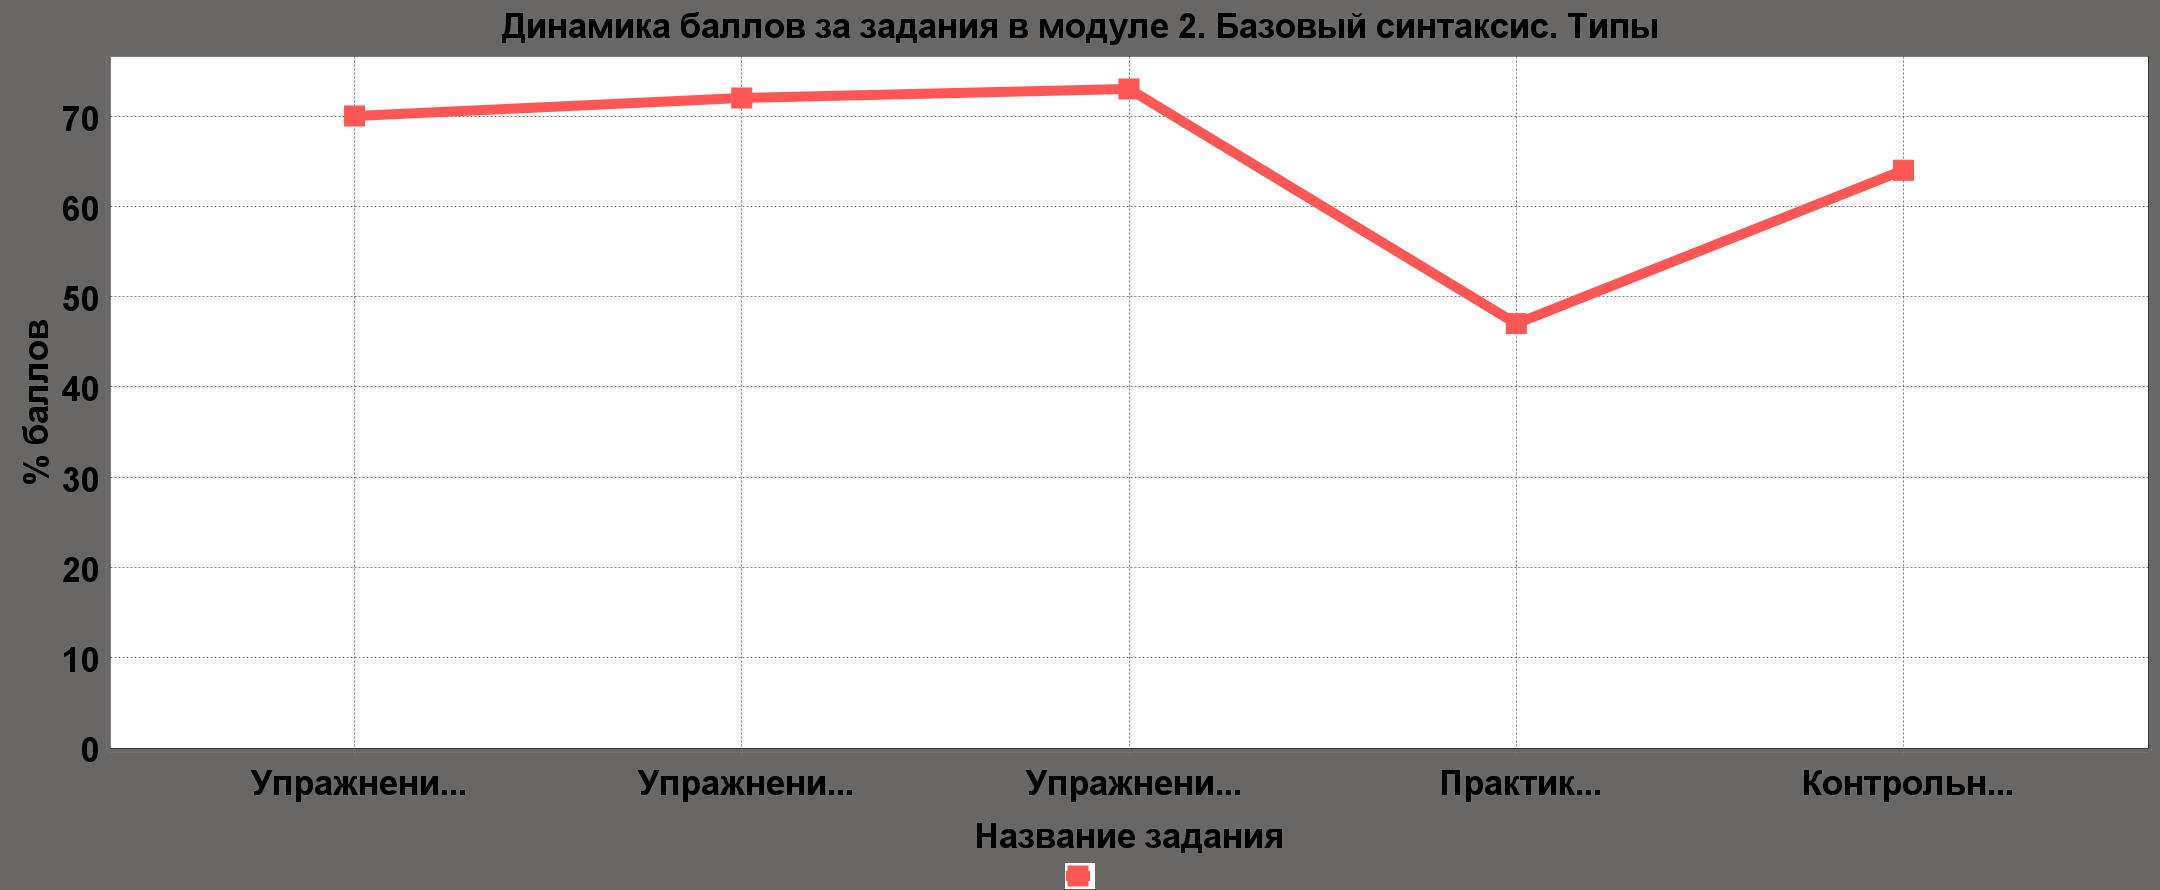 Динамика баллов за задания в модуле 2. Базовый синтаксис. Типы
70
60
50
40
30
20
10
0
% баллов
Упражнени... Упражнени... Упражнени... Практик... Контрольн...
Название задания